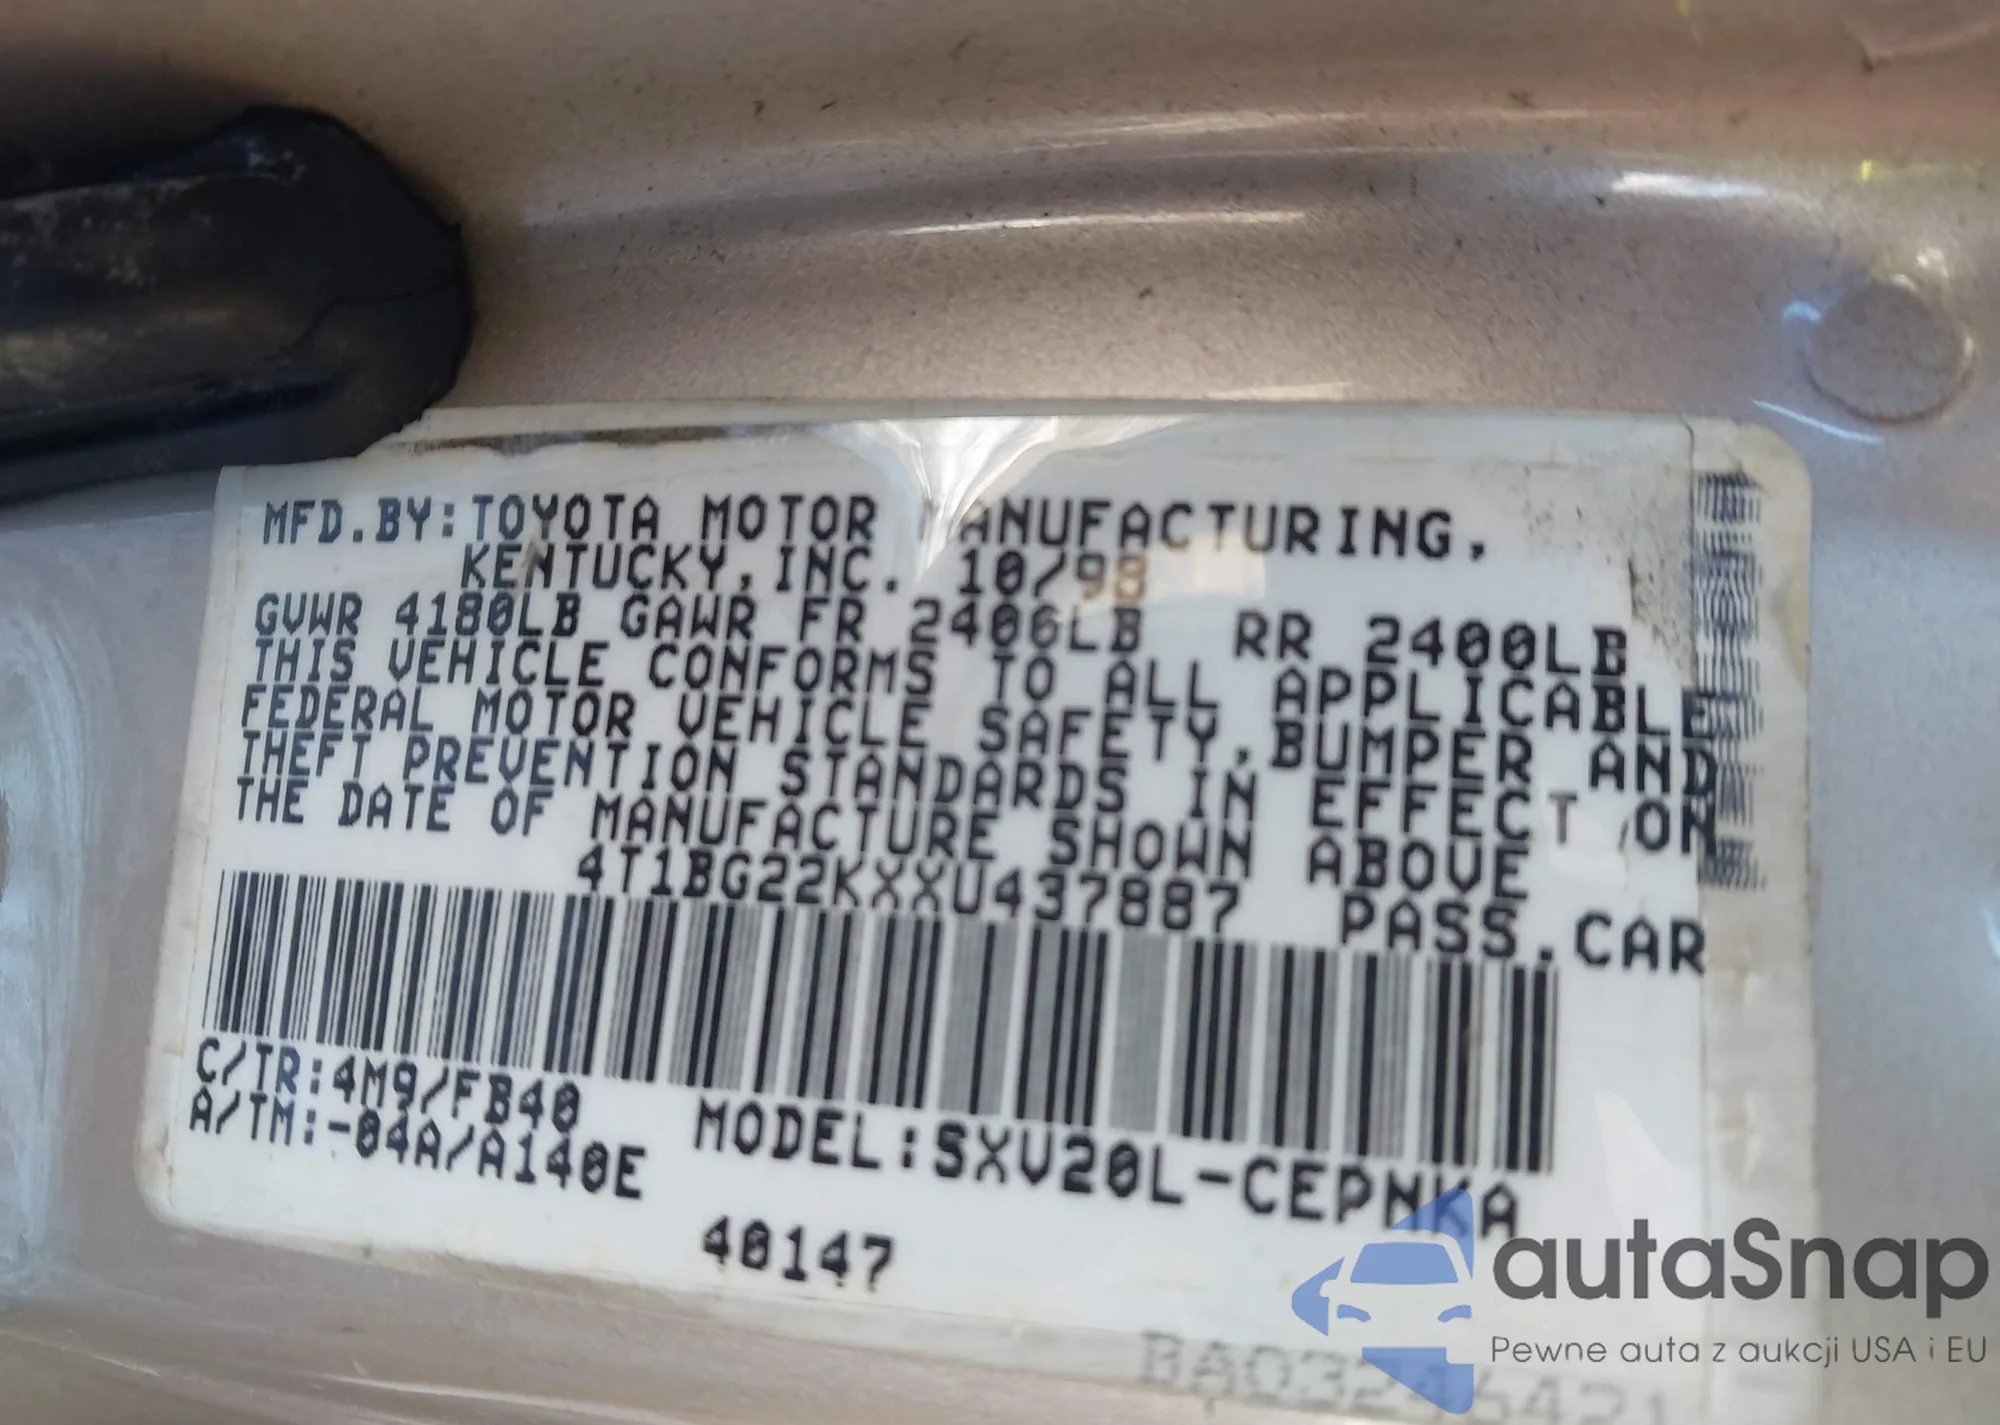 MFD.BY:TOYOTA MOTOR MANUFACTURING,
KENTUCKY,INC. 10/98
GVWR 4180LB GAWR FR 2406LB RR 2400LB
THIS VEHICLE CONFORMS TO ALL APPLICABLE
FEDERAL MOTOR VEHICLE SAFETY,BUMPER AND
THEFT PREVENTION STANDARDS IN EFFECT ON
THE DATE OF MANUFACTURE SHOWN ABOVE
4T1BG22KXXU437887 PASS.CAR
C/TR:4M9/FB40
A/TM:-04A/A140E
MODEL:SXV20L-CEPNKA
40147
autaSnap
Pewne auta z aukcji USA i EU